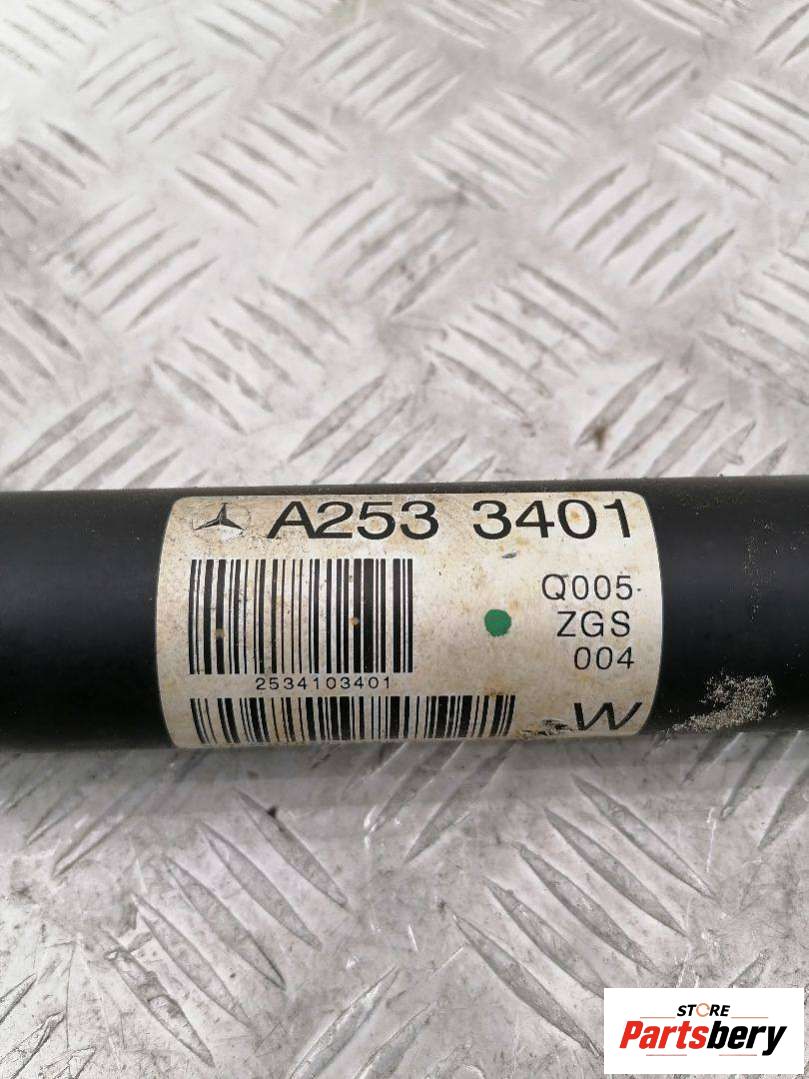 A253 3401
Q005
ZGS
004
2534103401
W
STORE
Partsbery